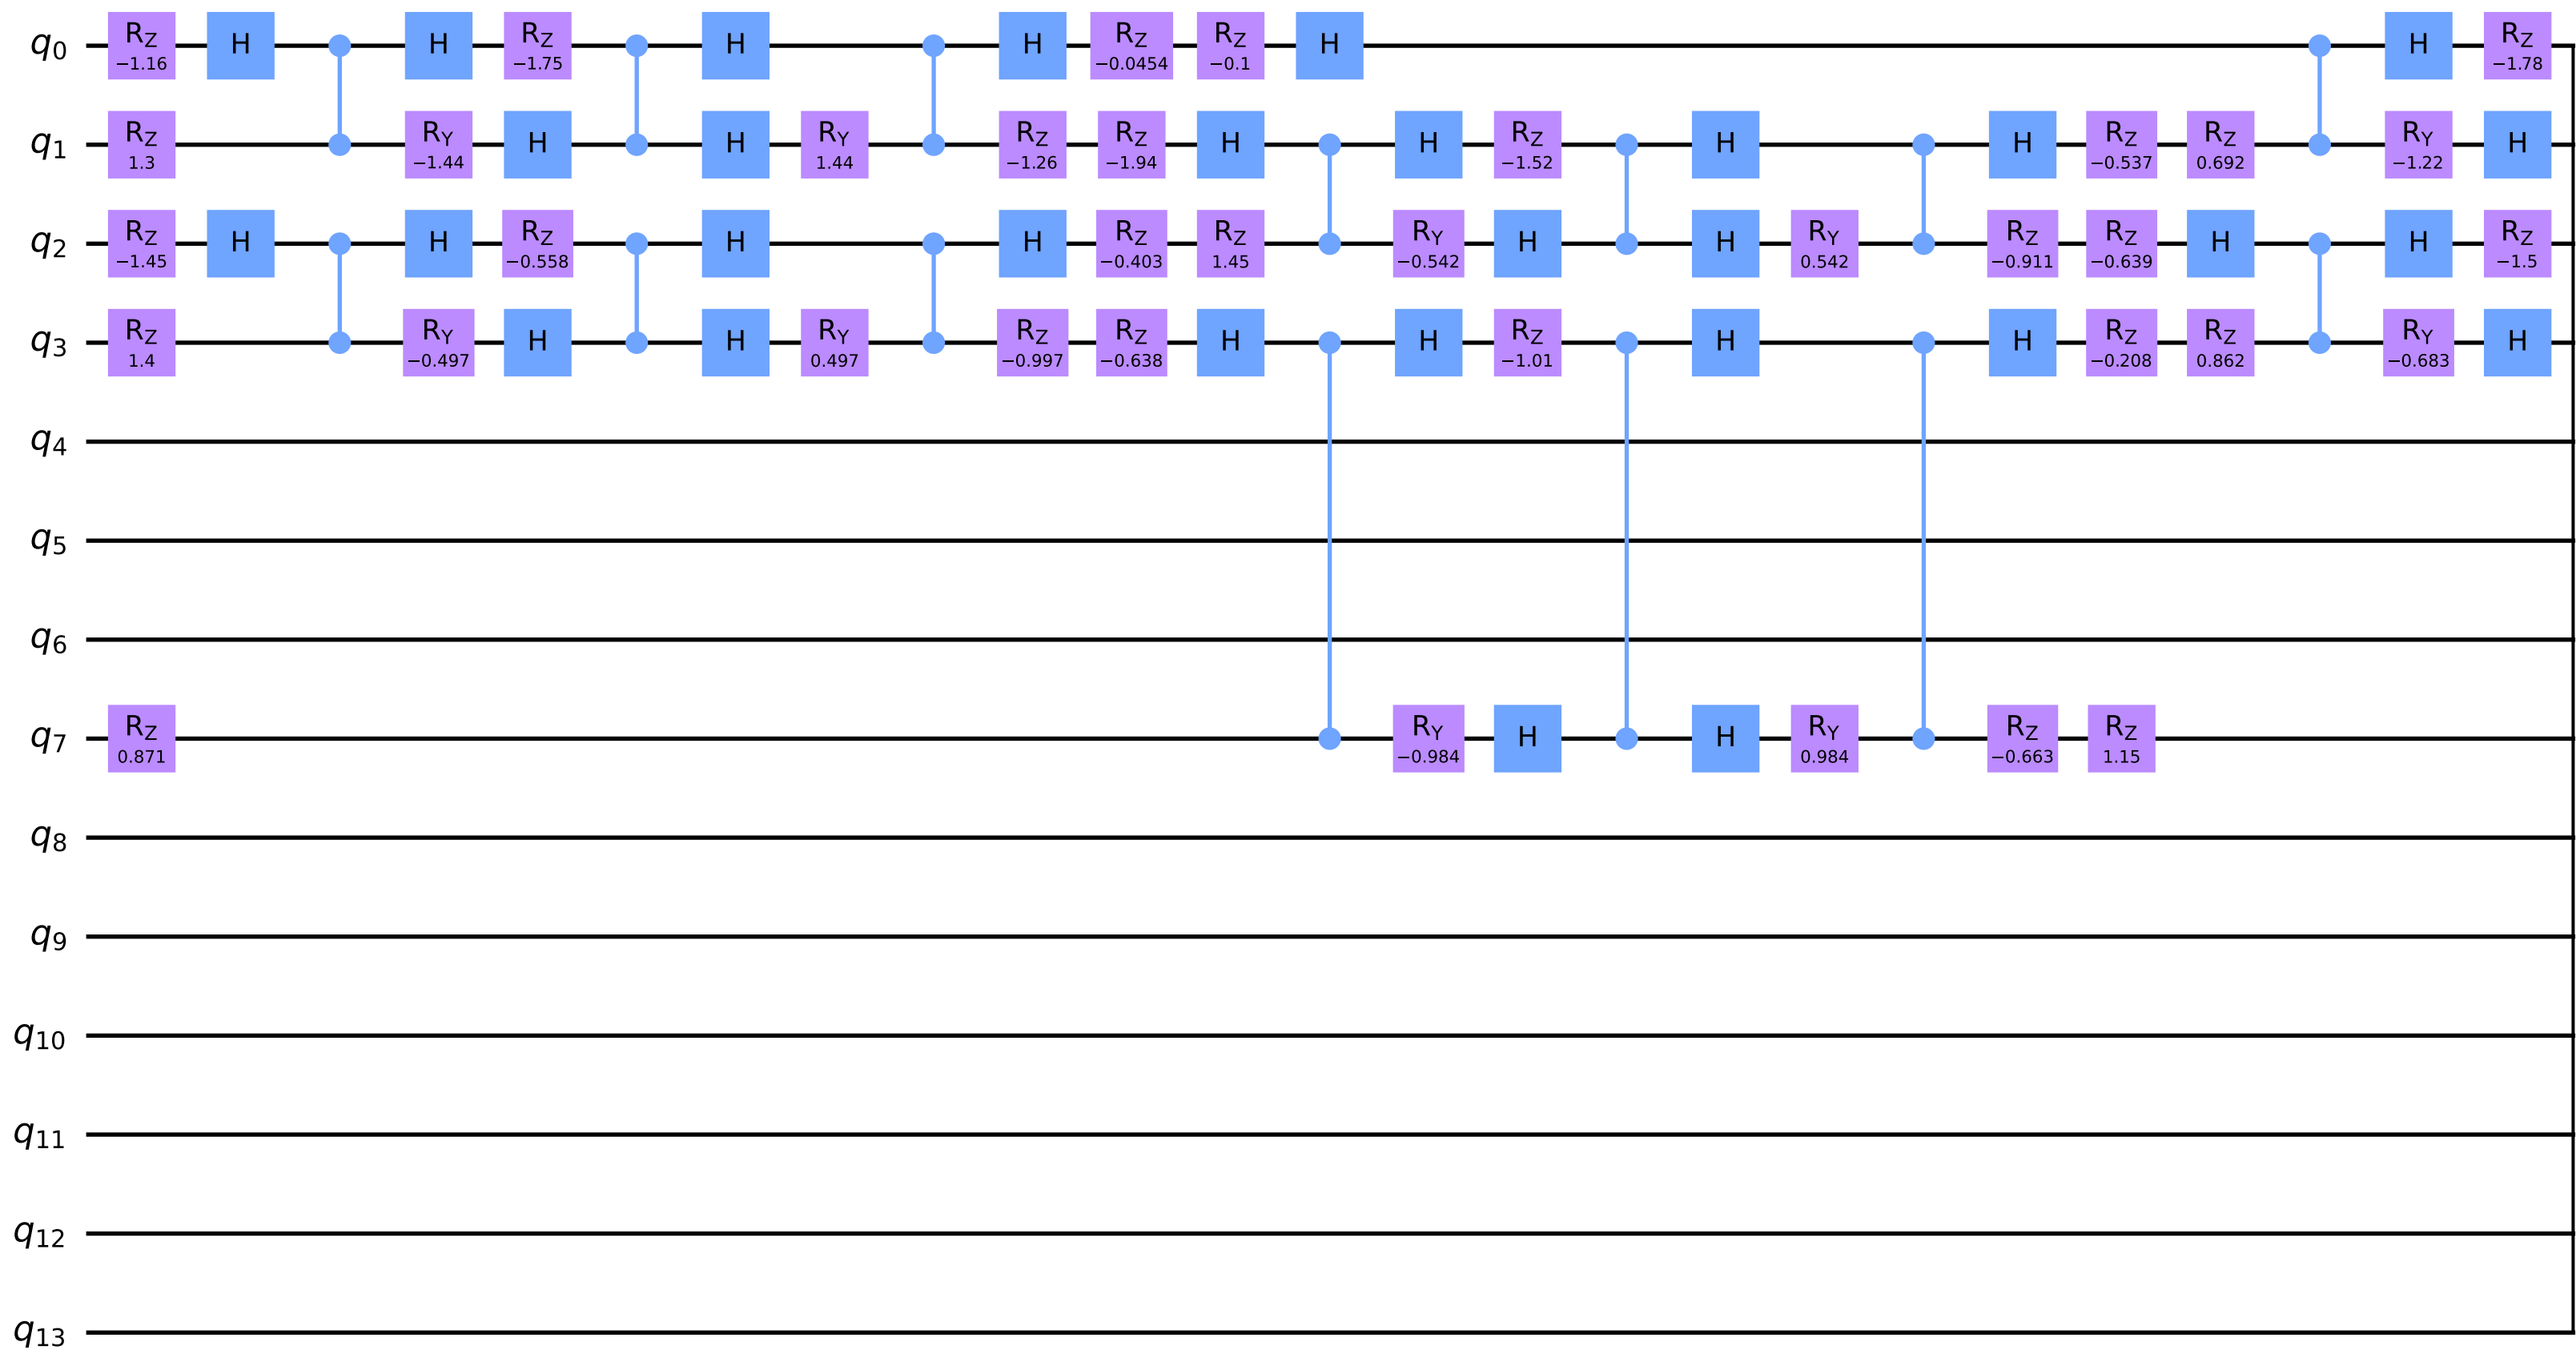 q0 RZ −1.16 H H RZ −1.75 H H RZ −0.0454 RZ −0.1 H H RZ −1.78
q1 RZ 1.3 RY −1.44 H H RY 1.44 RZ −1.26 RZ −1.94 H H RZ −1.52 H H RZ −0.537 RZ 0.692 RY −1.22 H
q2 RZ −1.45 H H RZ −0.558 H H RZ −0.403 RZ 1.45 RY −0.542 H H RY 0.542 RZ −0.911 RZ −0.639 H H RZ −1.5
q3 RZ 1.4 RY −0.497 H H RY 0.497 RZ −0.997 RZ −0.638 H H RZ −1.01 H H RZ −0.208 RZ 0.862 RY −0.683 H
q4
q5
q6
q7 RZ 0.871 RY −0.984 H H RY 0.984 RZ −0.663 RZ 1.15
q8
q9
q10
q11
q12
q13